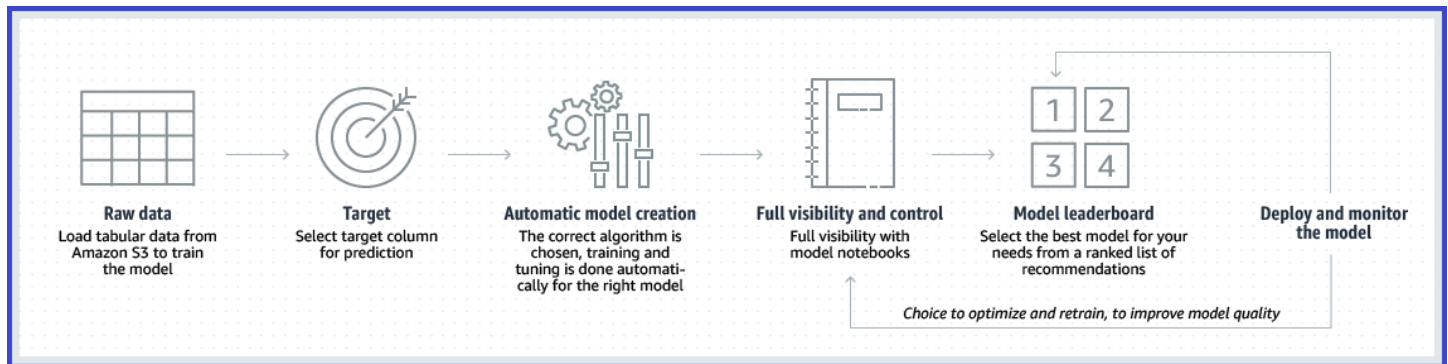 1
2
3
4
Raw data
Load tabular data from
Amazon S3 to train
the model
Target
Select target column
for prediction
Automatic model creation
The correct algorithm is
chosen, training and
tuning is done automati-
cally for the right model
Full visibility and control
Full visibility with
model notebooks
Model leaderboard
Select the best model for your
needs from a ranked list of
recommendations
Deploy and monitor
the model
Choice to optimize and retrain, to improve model quality